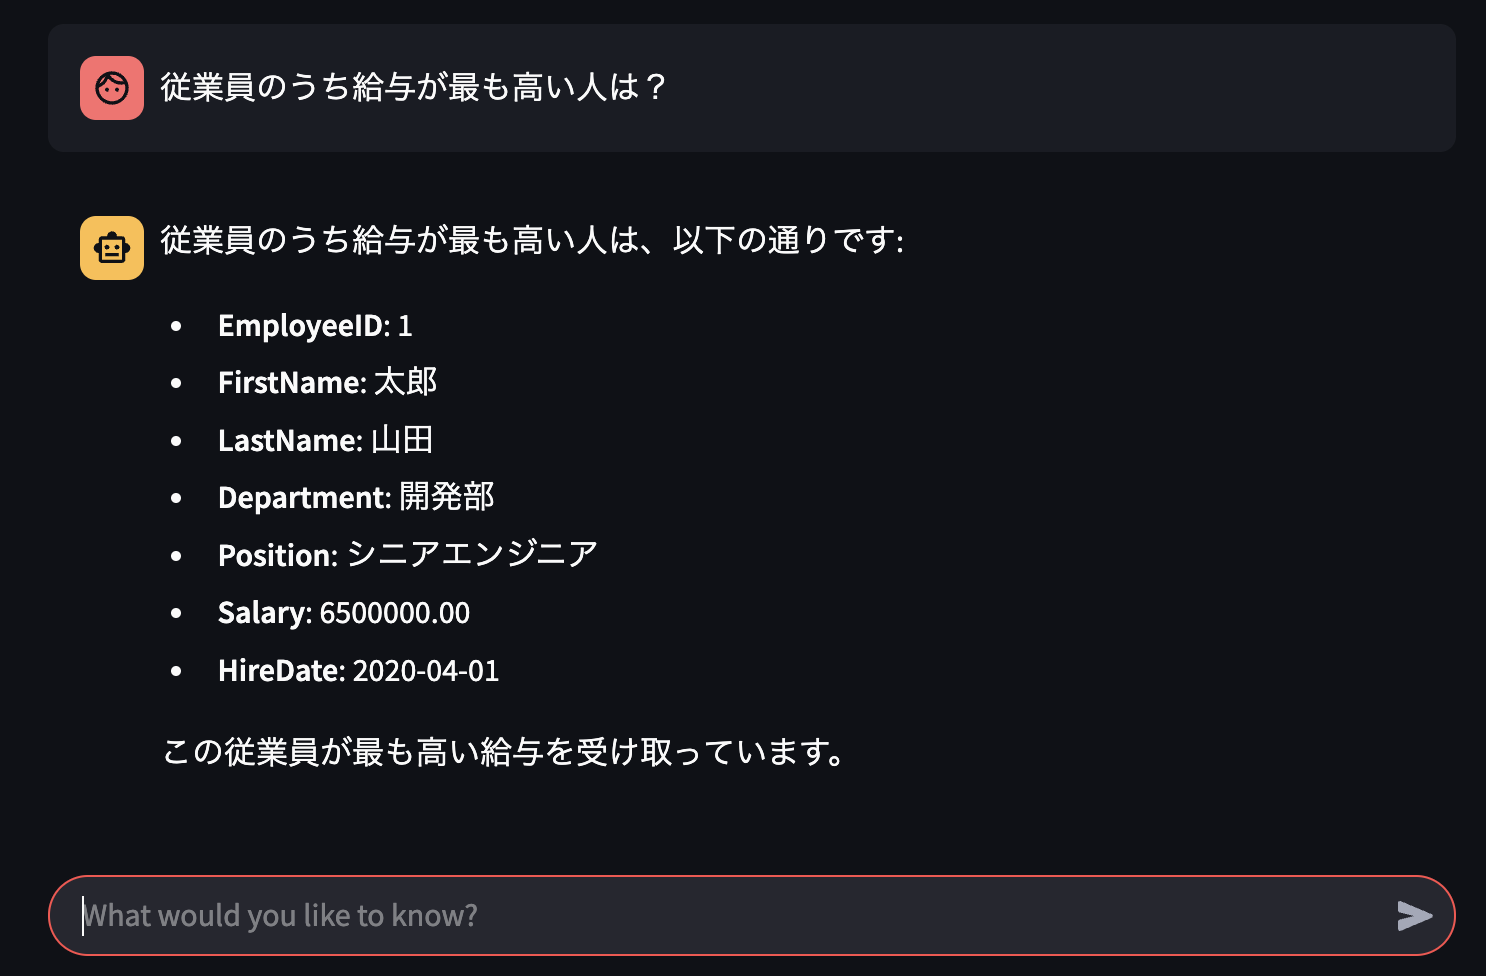 従業員のうち給与が最も高い人は？
従業員のうち給与が最も高い人は、以下の通りです:
• EmployeeID: 1
• FirstName: 太郎
• LastName: 山田
• Department: 開発部
• Position: シニアエンジニア
• Salary: 6500000.00
• HireDate: 2020-04-01
この従業員が最も高い給与を受け取っています。
What would you like to know?